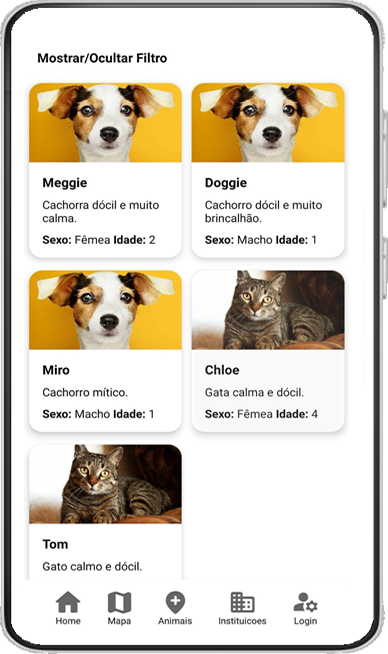 Mostrar/Ocultar Filtro
Meggie
Cachorra dócil e muito
calma.
Sexo: Fêmea Idade: 2
Doggie
Cachorro dócil e muito
brincalhão.
Sexo: Macho Idade: 1
Miro
Cachorro mítico.
Sexo: Macho Idade: 1
Chloe
Gata calma e dócil.
Sexo: Fêmea Idade: 4
Tom
Gato calmo e dócil.
Home
Mapa
Animais
Instituicoes
Login